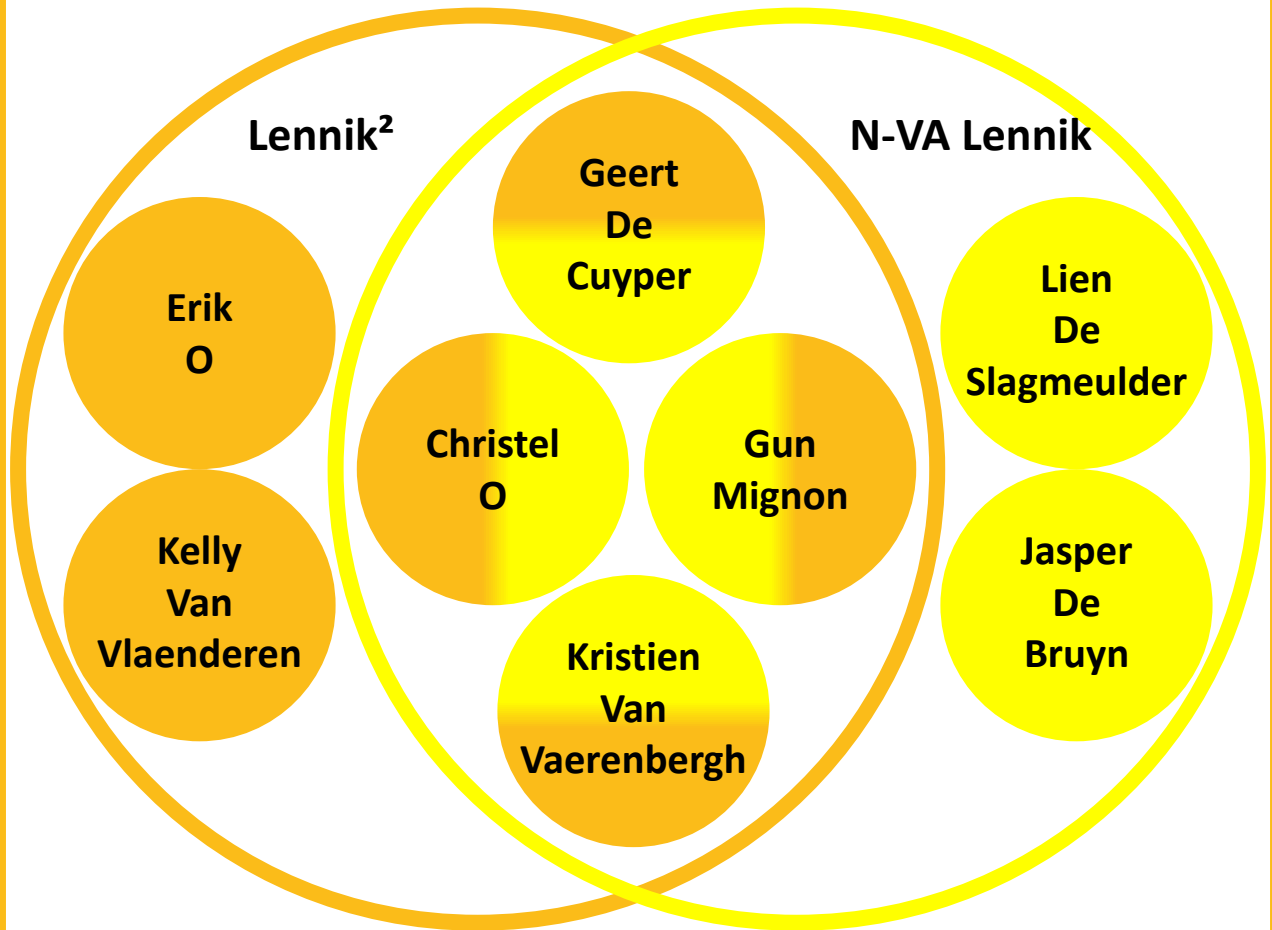 Lennik²
N-VA Lennik
Geert
De
Cuyper
Erik
O
Lien
De
Slagmeulder
Christel
O
Gun
Mignon
Kelly
Van
Vlaenderen
Jasper
De
Bruyn
Kristien
Van
Vaerenbergh